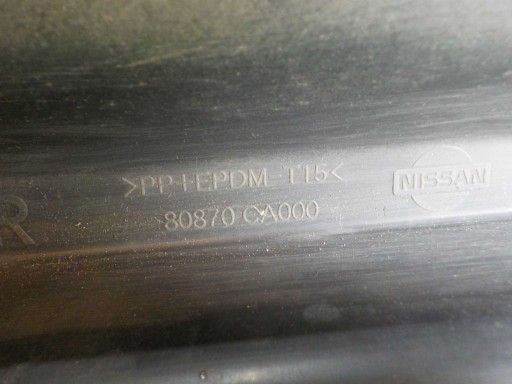 >PP+EPDM-T15<
NISSAN
R
80870 CA000